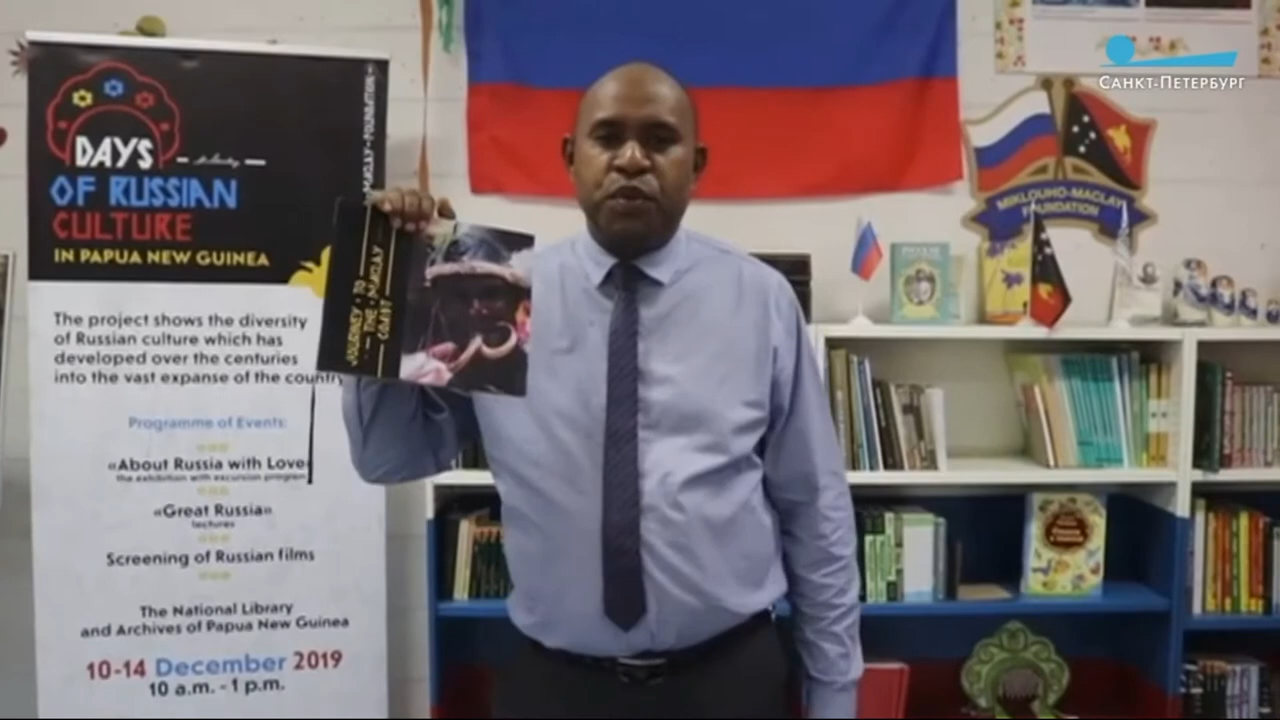 DAYS
OF RUSSIAN
CULTURE
IN PAPUA NEW GUINEA
The project shows the diversity
of Russian culture which has
developed over the centuries
into the vast expanse of the country
Programme of Events:
«About Russia with Love»
the exhibition with excursion program
«Great Russia»
lectures
Screening of Russian films
The National Library
and Archives of Papua New Guinea
10-14 December 2019
10 a.m. - 1 p.m.
JOURNEY • TO
• THE • MACLAY
COAST
САНКТ-ПЕТЕРБУРГ
MIKLOUHO-MACLAY
FOUNDATION